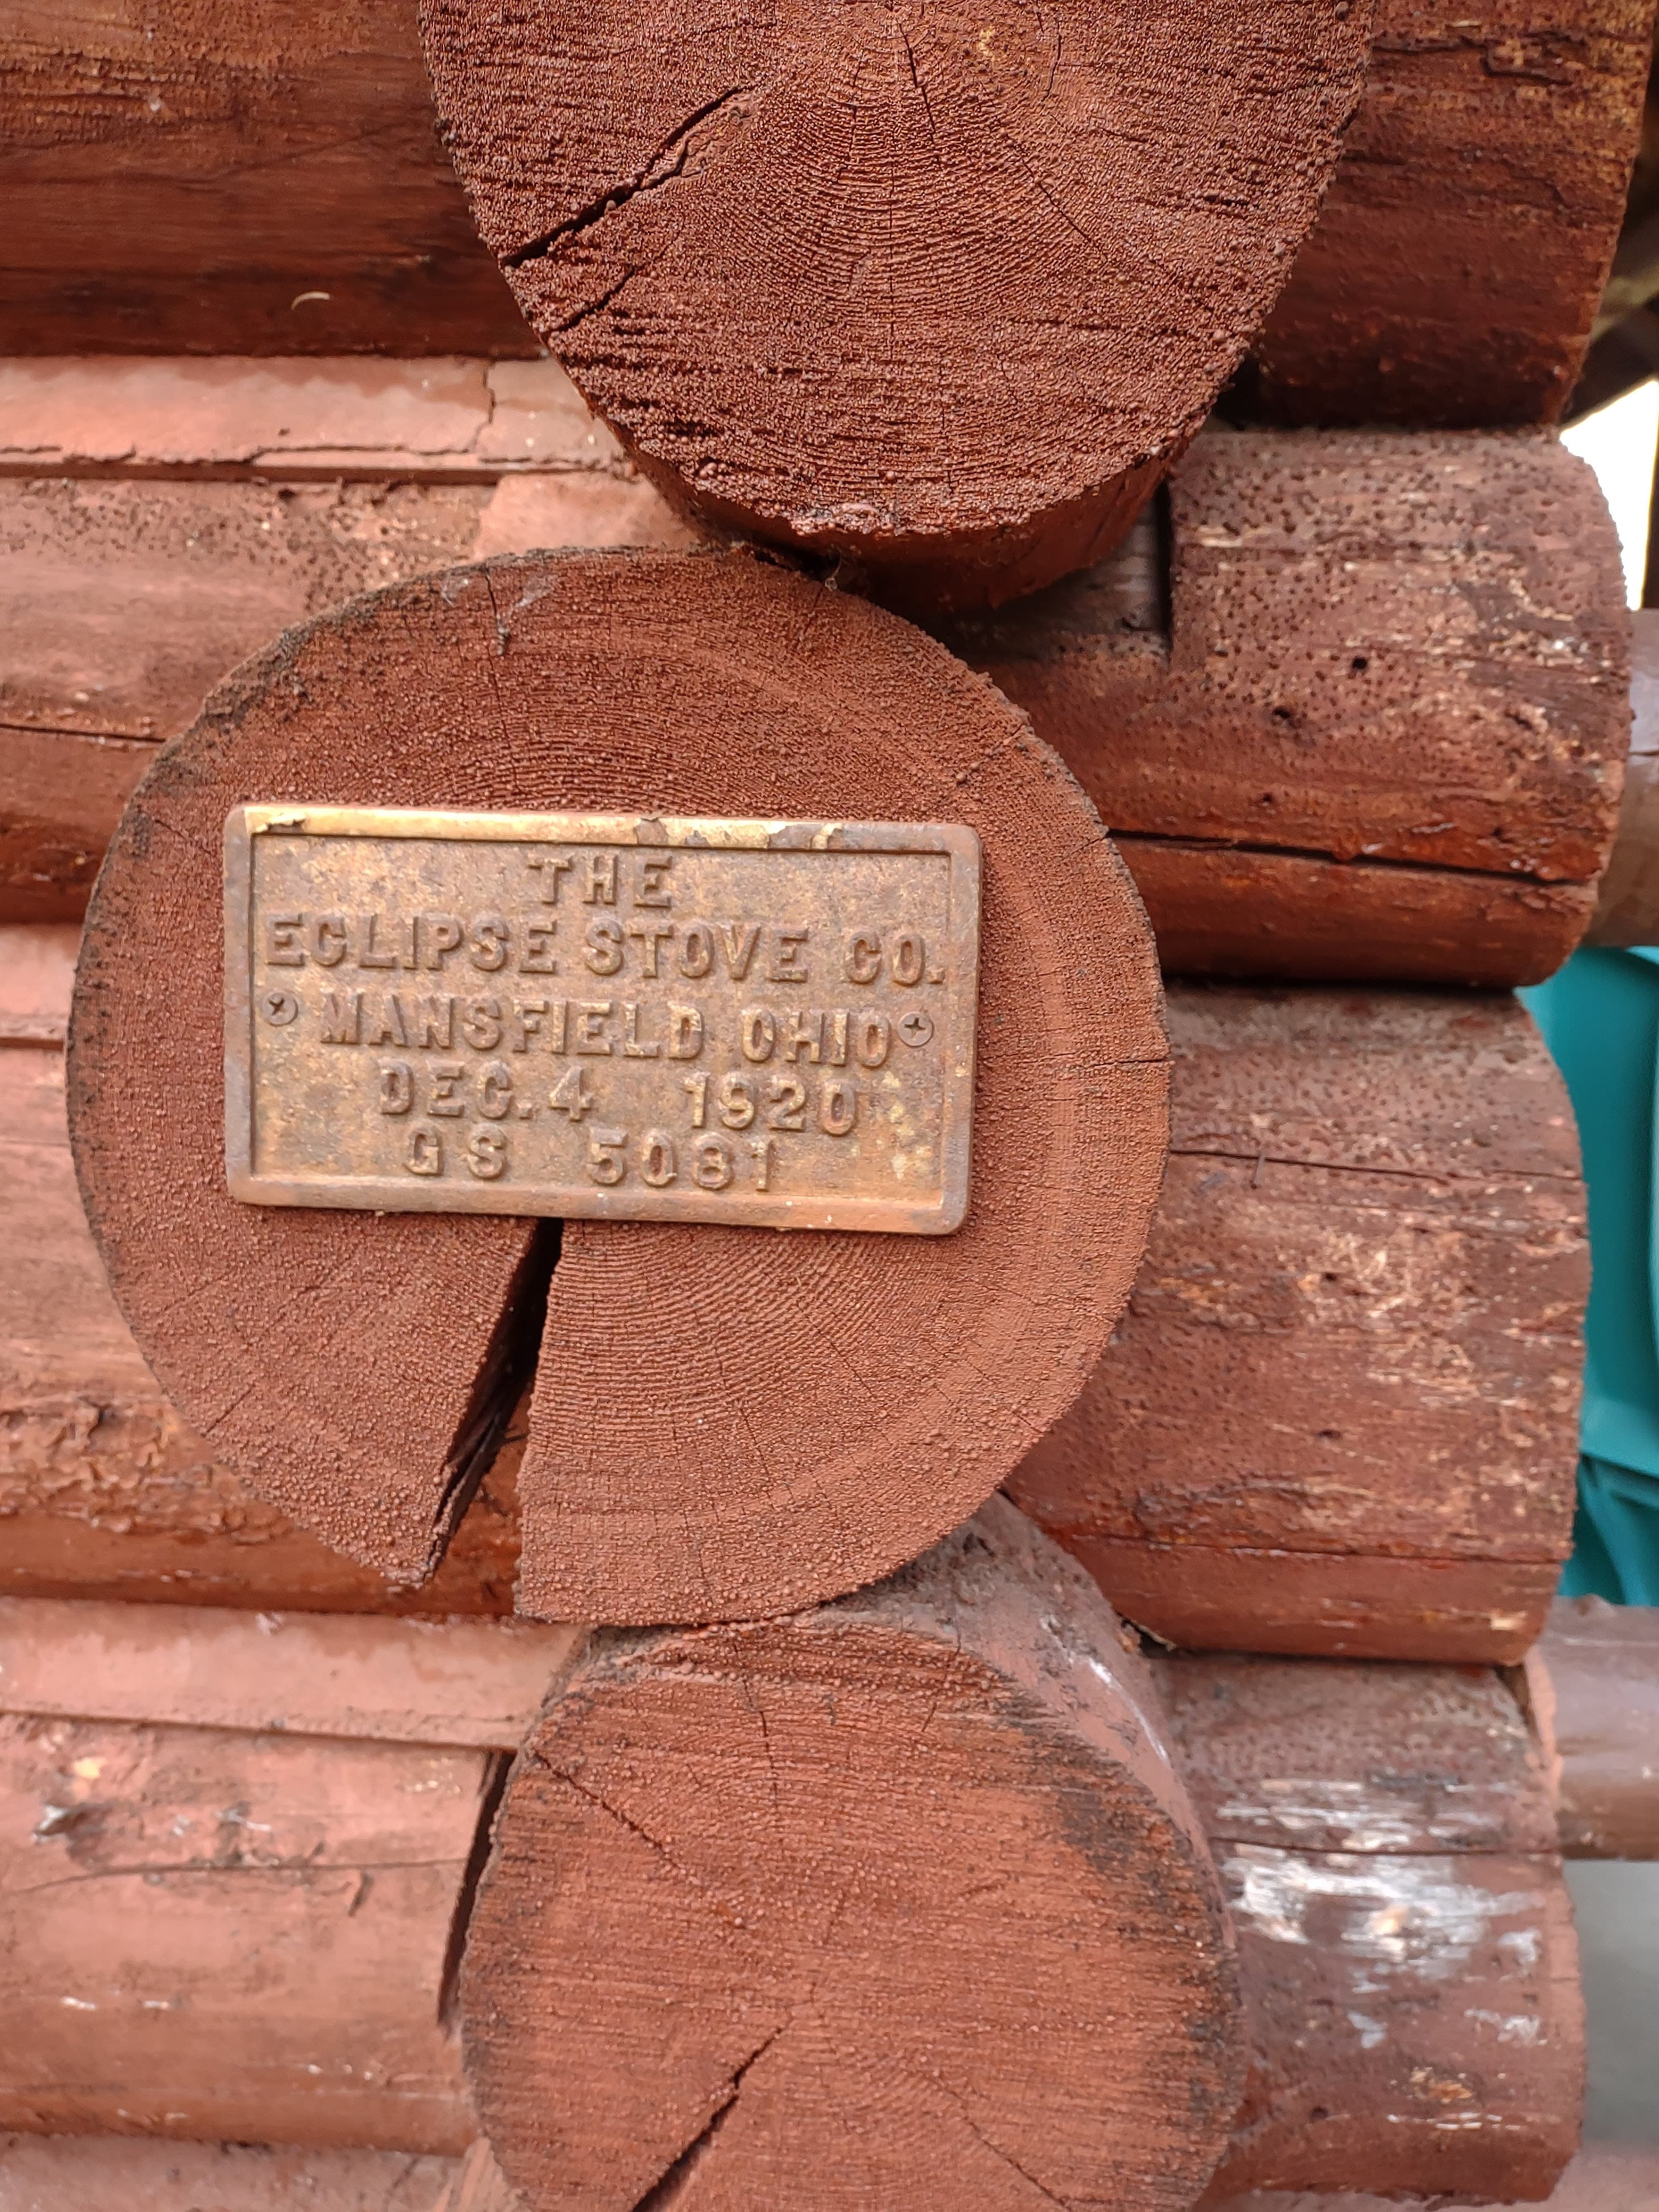 THE
ECLIPSE STOVE CO.
MANSFIELD OHIO
DEC. 4 1920
GS 5081